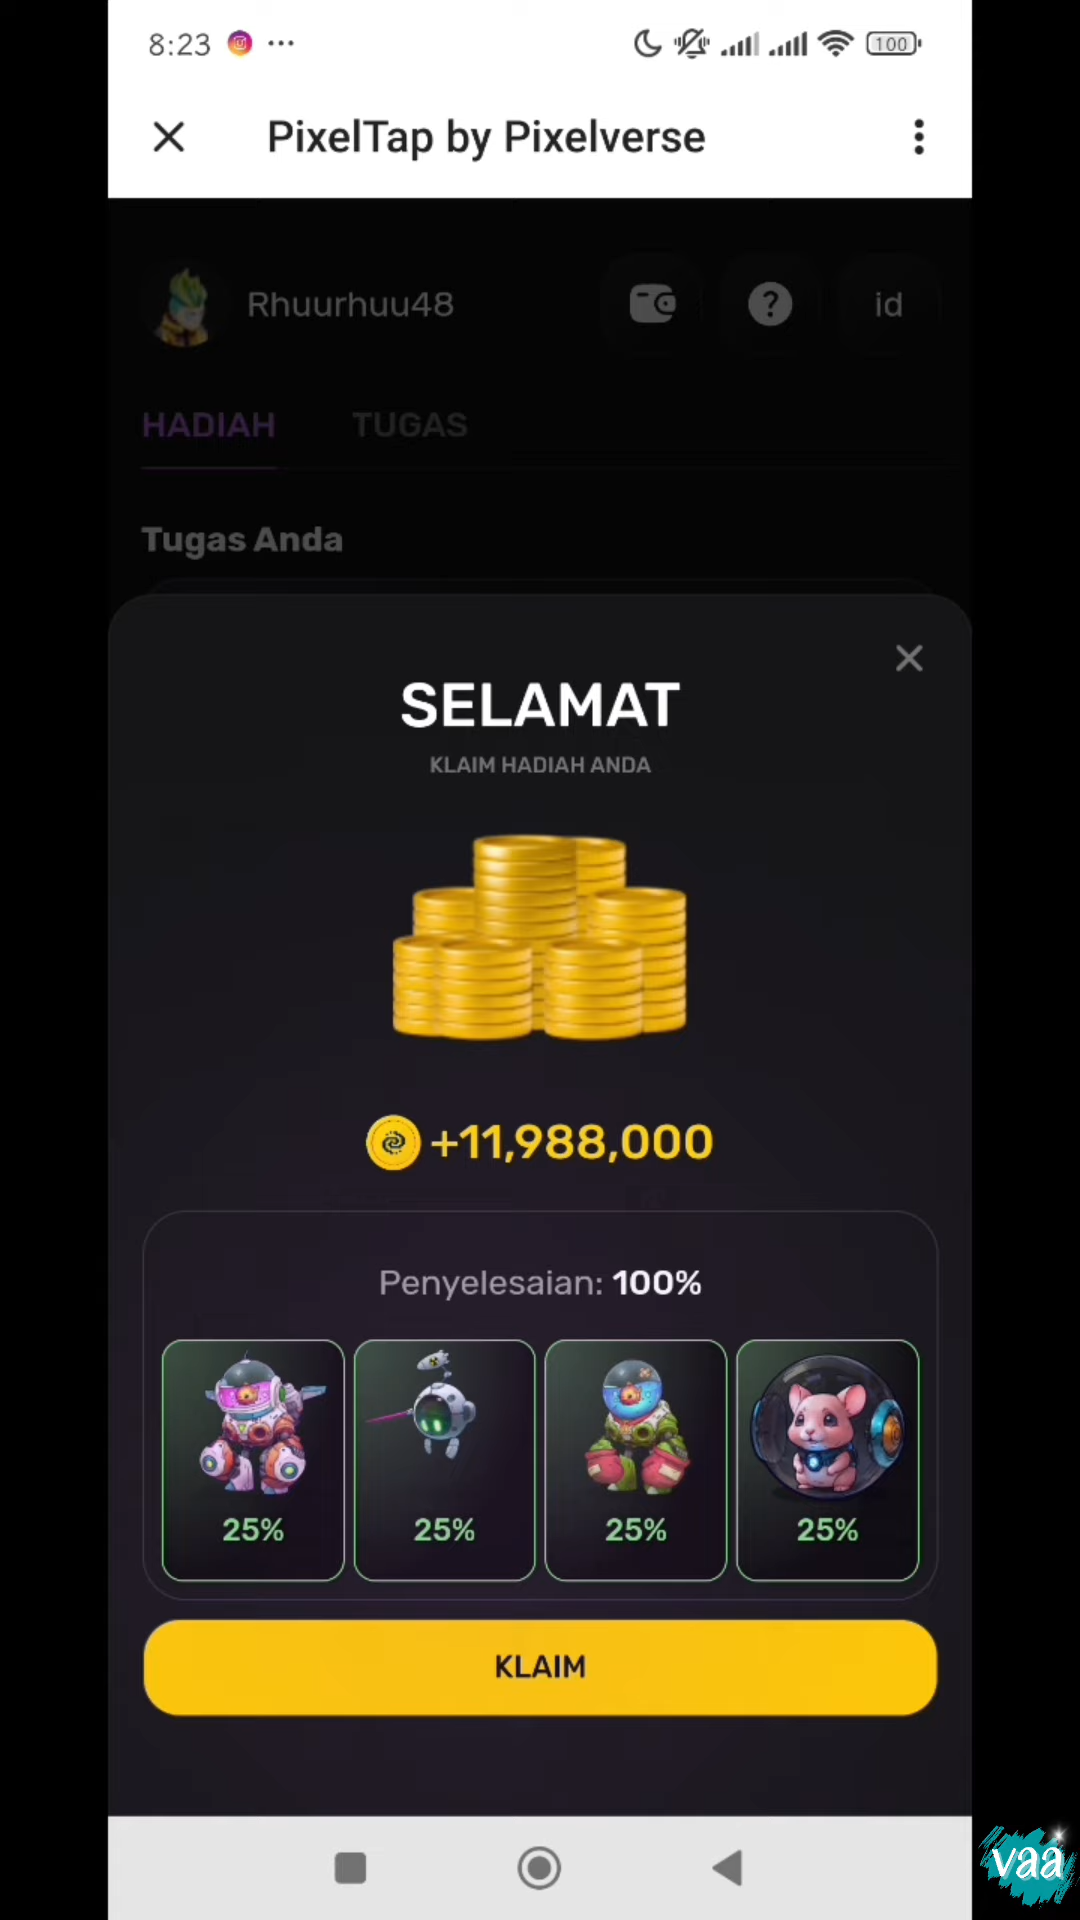 8:23
100
PixelTap by Pixelverse
Rhuurhuu48
?
id
HADIAH
TUGAS
Tugas Anda
SELAMAT
KLAIM HADIAH ANDA
+11,988,000
Penyelesaian: 100%
25%
25%
25%
25%
KLAIM
vaa